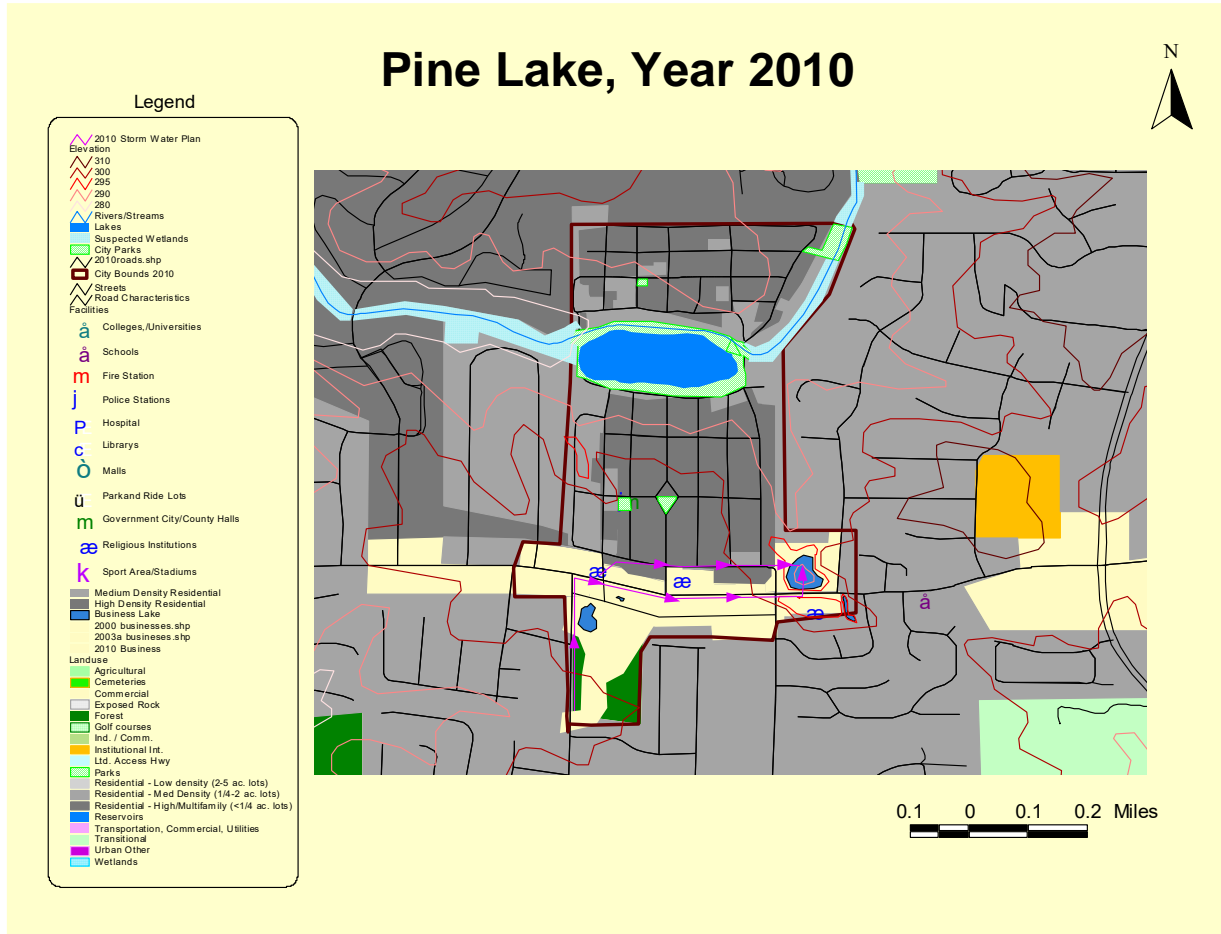 Pine Lake, Year 2010
N
Legend
2010 Storm Water Plan
Elevation
310
300
295
290
280
Rivers/Streams
Lakes
Suspected Wetlands
City Parks
2010roads.shp
City Bounds 2010
Streets
Road Characteristics
Facilities
å Colleges,/Universities
å Schools
m Fire Station
j Police Stations
P Hospital
c Librarys
Ò Malls
ü Parkand Ride Lots
m Government City/County Halls
æ Religious Institutions
k Sport Area/Stadiums
Medium Density Residential
High Density Residential
Business Lake
2000 businesses.shp
2003a busineses.shp
2010 Business
Landuse
Agricultural
Cemeteries
Commercial
Exposed Rock
Forest
Golf courses
Ind. / Comm.
Institutional Int.
Ltd. Access Hwy
Parks
Residential - Low density (2-5 ac. lots)
Residential - Med Density (1/4-2 ac. lots)
Residential - High/Multifamily (<1/4 ac. lots)
Reservoirs
Transportation, Commercial, Utilities
Transitional
Urban Other
Wetlands
æ
æ
æ
å
0.1 0 0.1 0.2 Miles